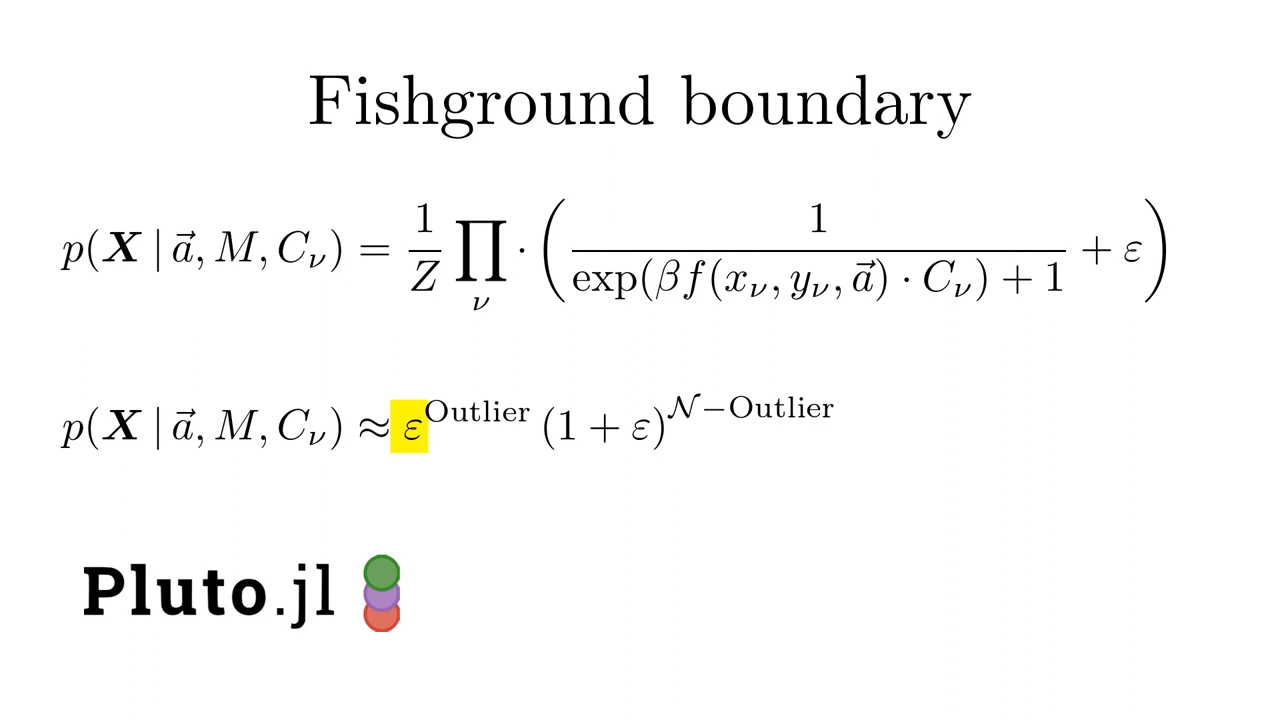 Fishground boundary
p(X | a⃗, M, C_ν) = 1/Z ∏_ν · (1/(exp(βf(x_ν, y_ν, a⃗) · C_ν) + 1) + ε)
p(X | a⃗, M, C_ν) ≈ ε^Outlier (1 + ε)^(𝒩−Outlier)
Pluto.jl